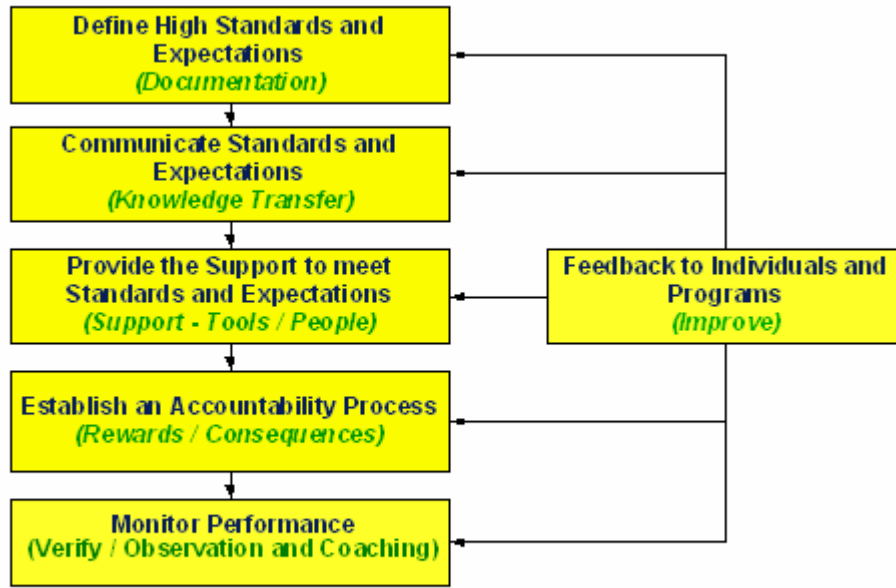 Define High Standards and
Expectations
(Documentation)
Communicate Standards and
Expectations
(Knowledge Transfer)
Provide the Support to meet
Standards and Expectations
(Support - Tools / People)
Establish an Accountability Process
(Rewards / Consequences)
Monitor Performance
(Verify / Observation and Coaching)
Feedback to Individuals and
Programs
(Improve)